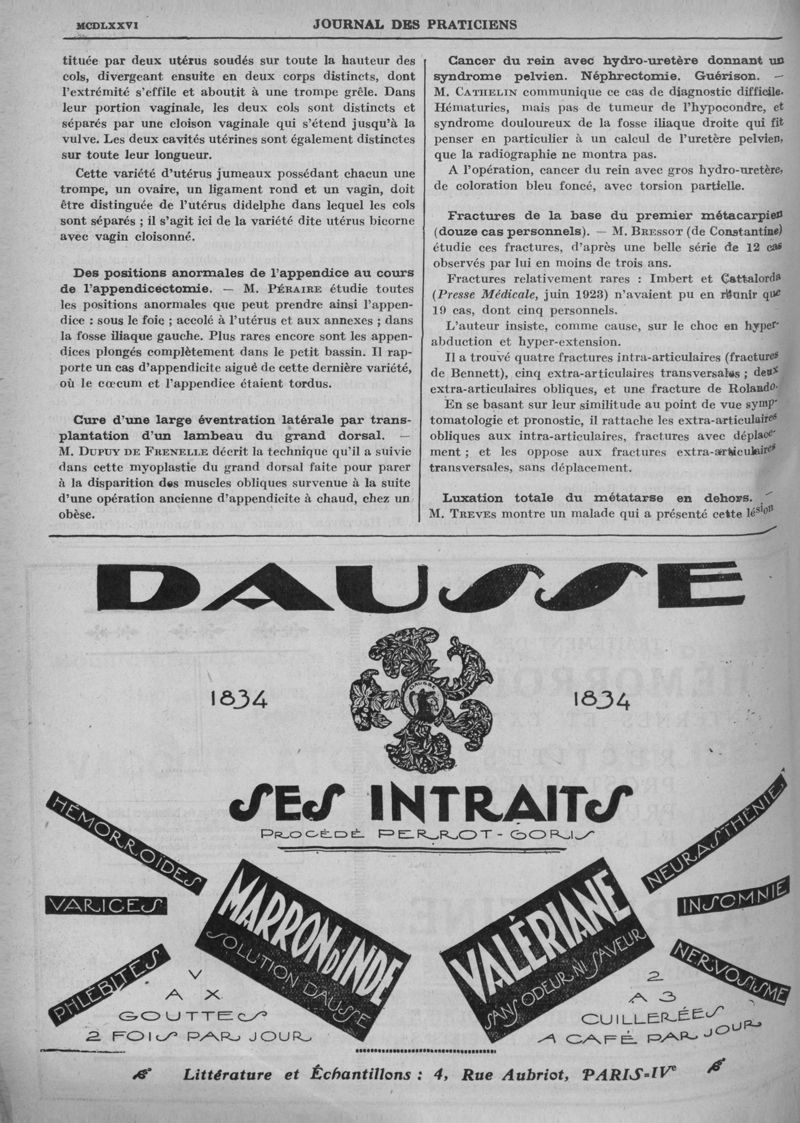 MCDLXXVI
JOURNAL DES PRATICIENS
tituée par deux utérus soudés sur toute la hauteur des
cols, divergeant ensuite en deux corps distincts, dont
l'extrémité s'effile et aboutit à une trompe grêle. Dans
leur portion vaginale, les deux cols sont distincts et
séparés par une cloison vaginale qui s'étend jusqu'à la
vulve. Les deux cavités utérines sont également distinctes
sur toute leur longueur.
Cette variété d'utérus jumeaux possédant chacun une
trompe, un ovaire, un ligament rond et un vagin, doit
être distinguée de l'utérus didelphe dans lequel les cols
sont séparés ; il s'agit ici de la variété dite utérus bicorne
avec vagin cloisonné.
Des positions anormales de l'appendice au cours
de l'appendicectomie. — M. PÉRAIRE étudie toutes
les positions anormales que peut prendre ainsi l'appen-
dice : sous le foie ; accolé à l'utérus et aux annexes ; dans
la fosse iliaque gauche. Plus rares encore sont les appen-
dices plongés complètement dans le petit bassin. Il rap-
porte un cas d'appendicite aiguë de cette dernière variété,
où le cœcum et l'appendice étaient tordus.
Cure d'une large éventration latérale par trans-
plantation d'un lambeau du grand dorsal. —
M. DUPUY DE FRENELLE décrit la technique qu'il a suivie
dans cette myoplastie du grand dorsal faite pour parer
à la disparition des muscles obliques survenue à la suite
d'une opération ancienne d'appendicite à chaud, chez un
obèse.
Cancer du rein avec hydro-uretère donnant un
syndrome pelvien. Néphrectomie. Guérison. —
M. CATHELIN communique ce cas de diagnostic difficile.
Hématuries, mais pas de tumeur de l'hypocondre, et
syndrome douloureux de la fosse iliaque droite qui fit
penser en particulier à un calcul de l'uretère pelvien,
que la radiographie ne montra pas.
A l'opération, cancer du rein avec gros hydro-uretère,
de coloration bleu foncé, avec torsion partielle.
Fractures de la base du premier métacarpien
(douze cas personnels). — M. BRESSOT (de Constantine)
étudie ces fractures, d'après une belle série de 12 cas
observés par lui en moins de trois ans.
Fractures relativement rares : Imbert et Cattalorda
(Presse Médicale, juin 1923) n'avaient pu en réunir que
19 cas, dont cinq personnels.
L'auteur insiste, comme cause, sur le choc en hyper-
abduction et hyper-extension.
Il a trouvé quatre fractures intra-articulaires (fractures
de Bennett), cinq extra-articulaires transversales ; deux
extra-articulaires obliques, et une fracture de Rolando.
En se basant sur leur similitude au point de vue symp-
tomatologie et pronostic, il rattache les extra-articulaires
obliques aux intra-articulaires, fractures avec déplace-
ment ; et les oppose aux fractures extra-articulaires
transversales, sans déplacement.
Luxation totale du métatarse en dehors. —
M. TREVES montre un malade qui a présenté cette lésion
DAUSSE
1834
DAUSSE
1834
SES INTRAITS
PROCÉDÉ PERROT-GORIS
HÉMORROÏDES
VARICES
PHLÉBITES
MARRON D'INDE
SOLUTION DAUSSE
V
A X
GOUTTES
2 FOIS PAR JOUR
VALÉRIANE
SANS ODEUR NI SAVEUR
NEURASTHÉNIE
INSOMNIE
NERVOSISME
2
A 3
CUILLERÉES
A CAFÉ PAR JOUR
Littérature et Échantillons : 4, Rue Aubriot, PARIS-IVe